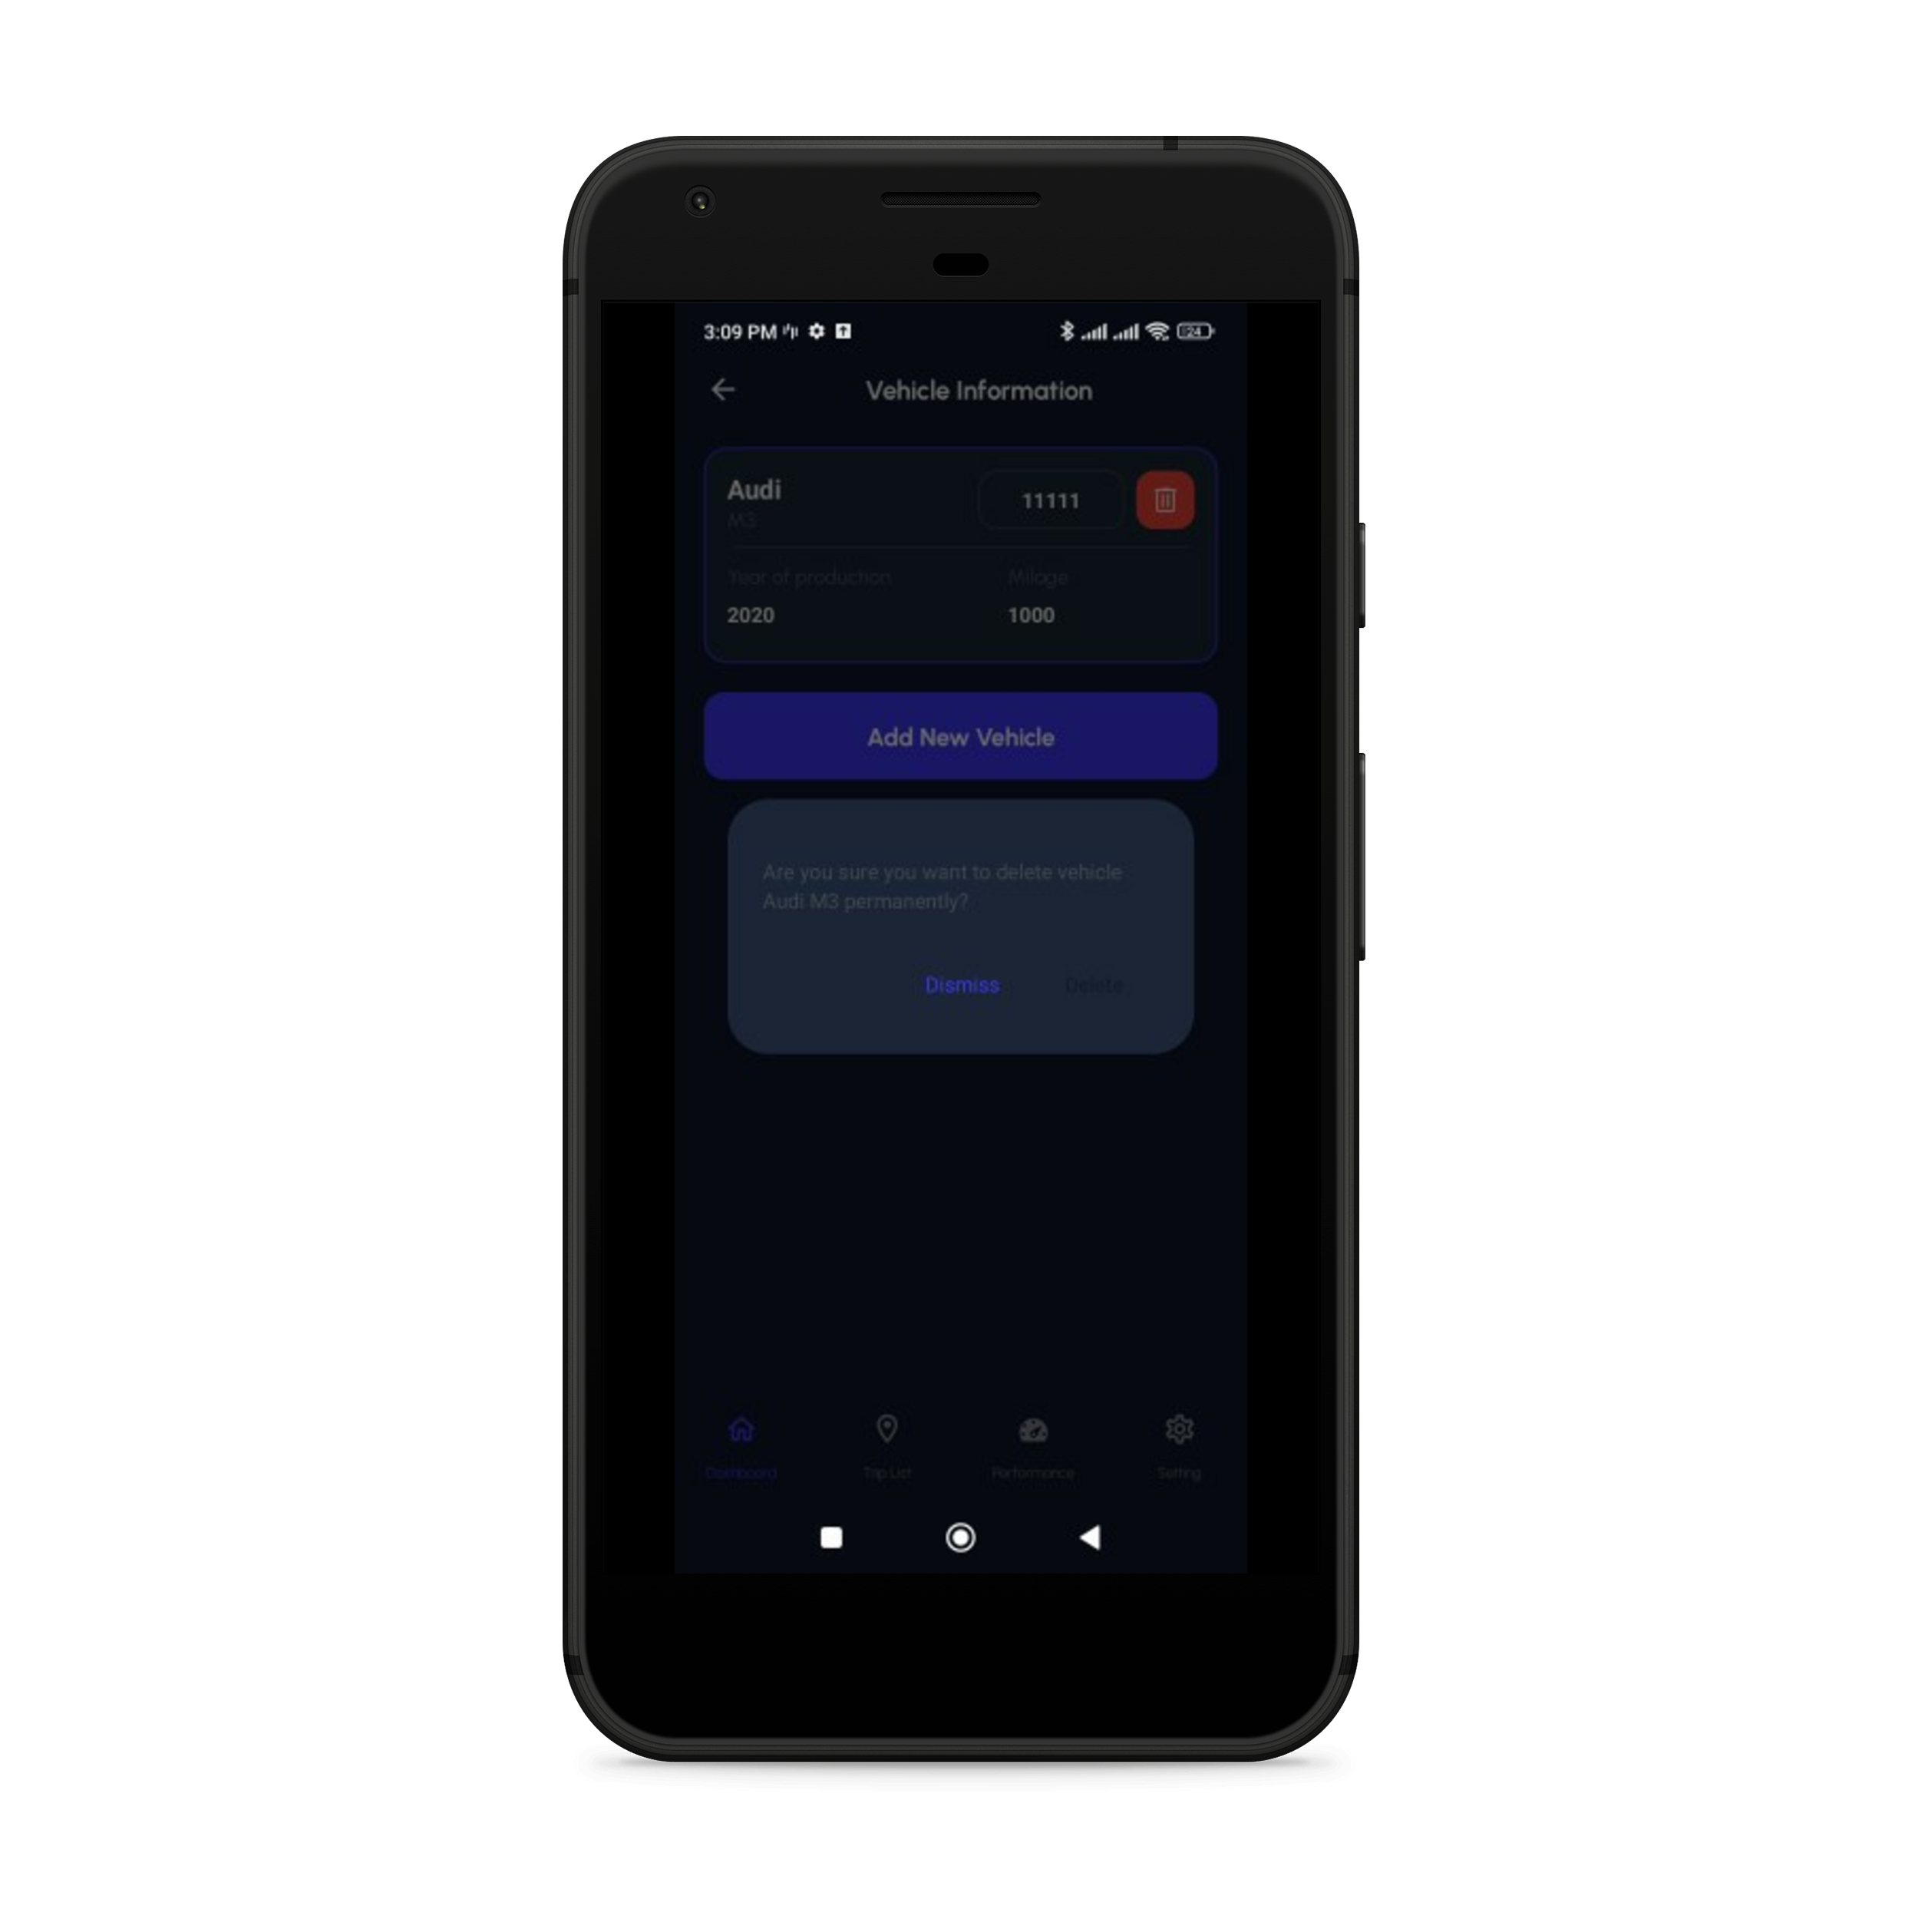 3:09 PM
24
Vehicle Information
Audi
11111
M3
Year of production
Milage
2020
1000
Add New Vehicle
Are you sure you want to delete vehicle
Audi M3 permanently?
Dismiss
Delete
Dashboard
Trip List
Performance
Setting